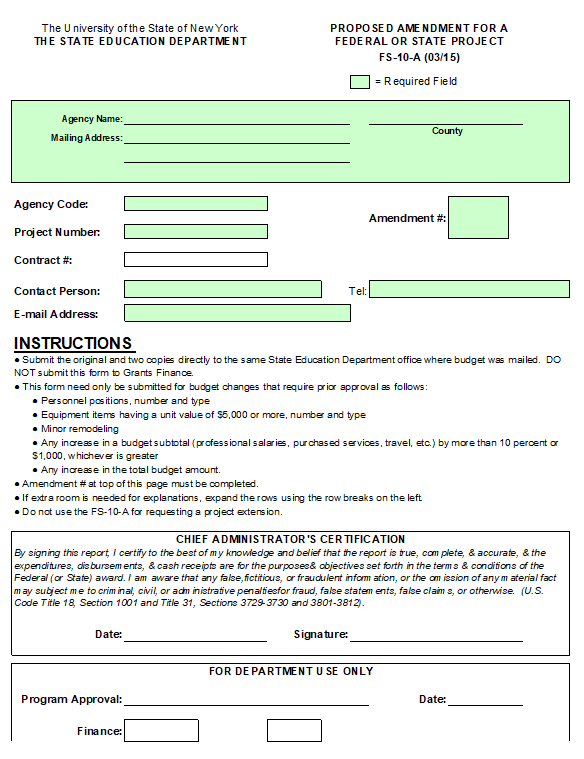 The University of the State of New York
THE STATE EDUCATION DEPARTMENT
PROPOSED AMENDMENT FOR A
FEDERAL OR STATE PROJECT
FS-10-A (03/15)
= Required Field
Agency Name:
County
Mailing Address:
Agency Code:
Amendment #:
Project Number:
Contract #:
Contact Person:
Tel:
E-mail Address:
INSTRUCTIONS
● Submit the original and two copies directly to the same State Education Department office where budget was mailed. DO
NOT submit this form to Grants Finance.
● This form need only be submitted for budget changes that require prior approval as follows:
● Personnel positions, number and type
● Equipment items having a unit value of $5,000 or more, number and type
● Minor remodeling
● Any increase in a budget subtotal (professional salaries, purchased services, travel, etc.) by more than 10 percent or
$1,000, whichever is greater
● Any increase in the total budget amount.
● Amendment # at top of this page must be completed.
● If extra room is needed for explanations, expand the rows using the row breaks on the left.
● Do not use the FS-10-A for requesting a project extension.
CHIEF ADMINISTRATOR'S CERTIFICATION
By signing this report, I certify to the best of my knowledge and belief that the report is true, complete, & accurate, & the
expenditures, disbursements, & cash receipts are for the purposes& objectives set forth in the terms & conditions of the
Federal (or State) award. I am aware that any false,fictitious, or fraudulent information, or the omission of any material fact
may subject me to criminal, civil, or administrative penaltiesfor fraud, false statements, false claims, or otherwise. (U.S.
Code Title 18, Section 1001 and Title 31, Sections 3729-3730 and 3801-3812).
Date:
Signature:
FOR DEPARTMENT USE ONLY
Program Approval:
Date:
Finance: